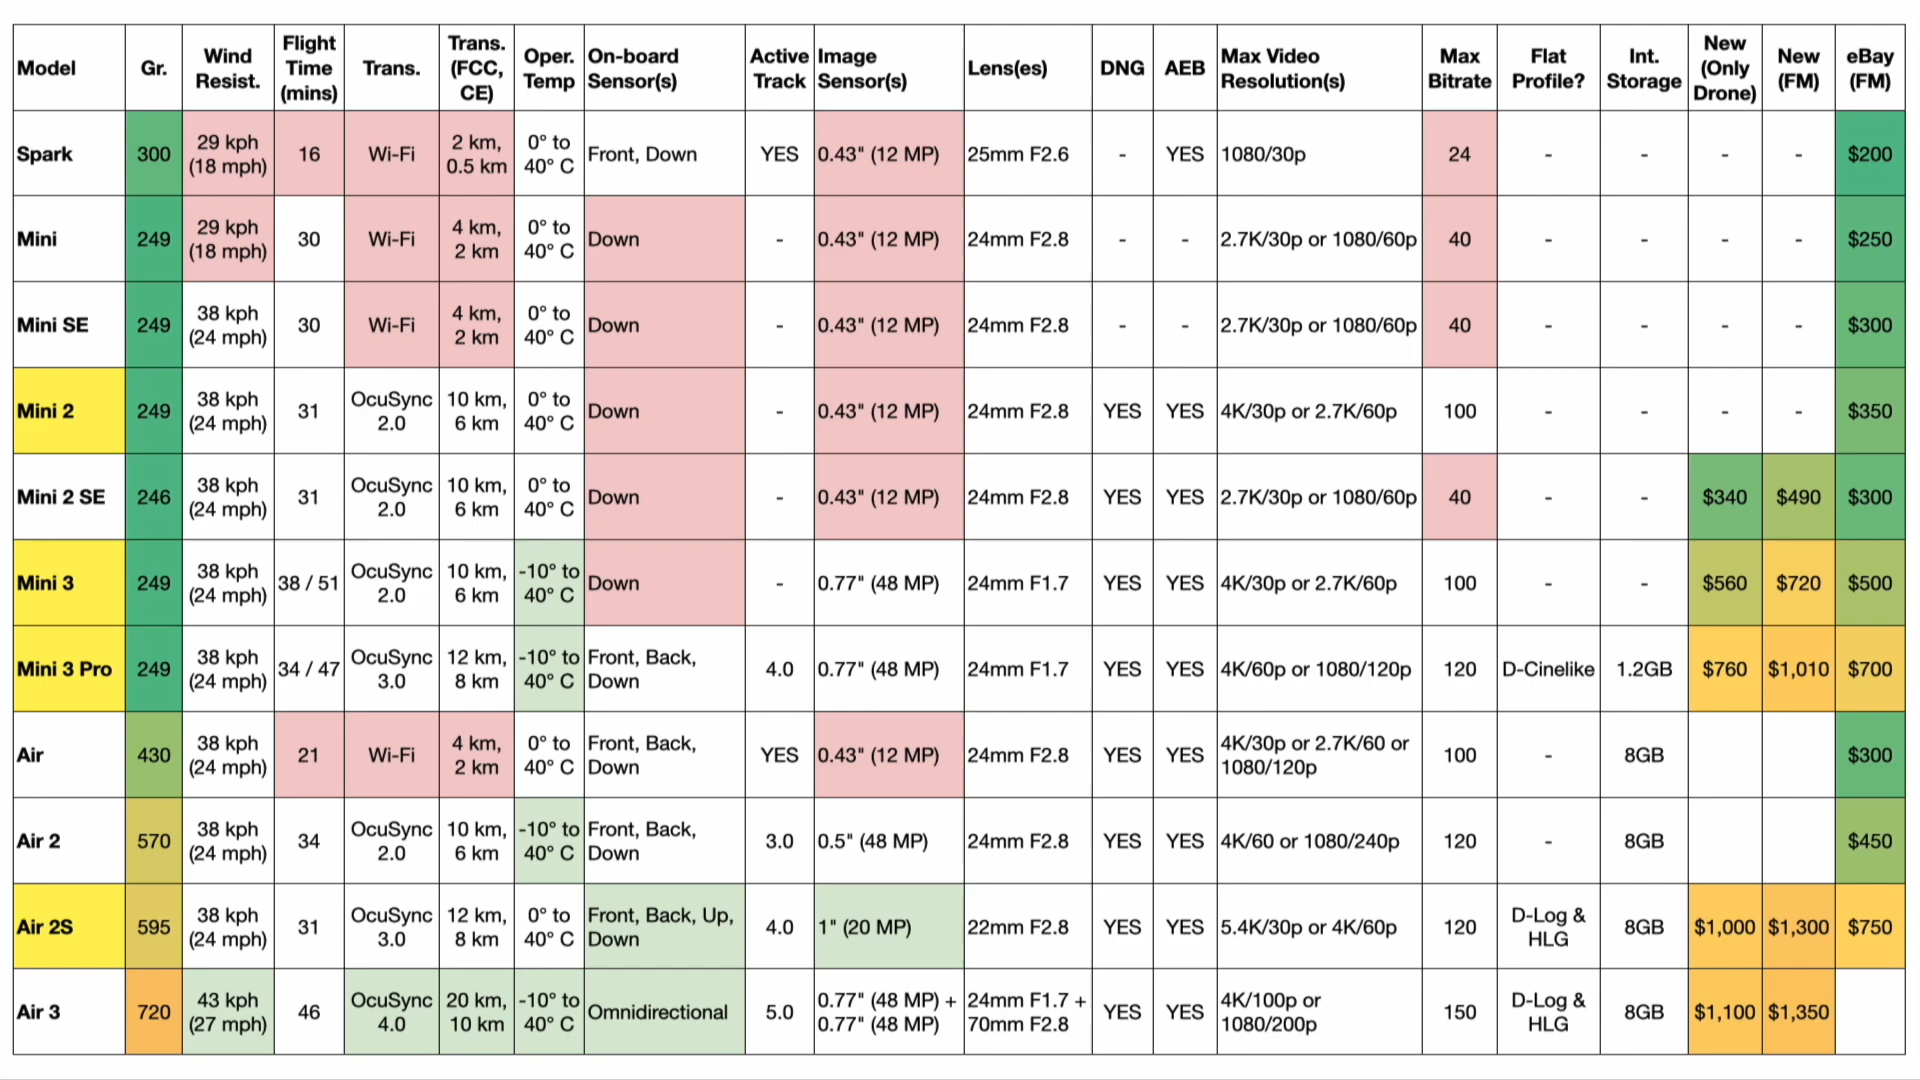 Model Gr. Wind Resist. Flight Time (mins) Trans. Trans. (FCC, CE) Oper. Temp On-board Sensor(s) Active Track Image Sensor(s) Lens(es) DNG AEB Max Video Resolution(s) Max Bitrate Flat Profile? Int. Storage New (Only Drone) New (FM) eBay (FM)
Spark 300 29 kph (18 mph) 16 Wi-Fi 2 km, 0.5 km 0° to 40° C Front, Down YES 0.43" (12 MP) 25mm F2.6 - YES 1080/30p 24 - - - - $200
Mini 249 29 kph (18 mph) 30 Wi-Fi 4 km, 2 km 0° to 40° C Down - 0.43" (12 MP) 24mm F2.8 - - 2.7K/30p or 1080/60p 40 - - - - $250
Mini SE 249 38 kph (24 mph) 30 Wi-Fi 4 km, 2 km 0° to 40° C Down - 0.43" (12 MP) 24mm F2.8 - - 2.7K/30p or 1080/60p 40 - - - - $300
Mini 2 249 38 kph (24 mph) 31 OcuSync 2.0 10 km, 6 km 0° to 40° C Down - 0.43" (12 MP) 24mm F2.8 YES YES 4K/30p or 2.7K/60p 100 - - - - $350
Mini 2 SE 246 38 kph (24 mph) 31 OcuSync 2.0 10 km, 6 km 0° to 40° C Down - 0.43" (12 MP) 24mm F2.8 YES YES 2.7K/30p or 1080/60p 40 - - $340 $490 $300
Mini 3 249 38 kph (24 mph) 38 / 51 OcuSync 2.0 10 km, 6 km -10° to 40° C Down - 0.77" (48 MP) 24mm F1.7 YES YES 4K/30p or 2.7K/60p 100 - - $560 $720 $500
Mini 3 Pro 249 38 kph (24 mph) 34 / 47 OcuSync 3.0 12 km, 8 km -10° to 40° C Front, Back, Down 4.0 0.77" (48 MP) 24mm F1.7 YES YES 4K/60p or 1080/120p 120 D-Cinelike 1.2GB $760 $1,010 $700
Air 430 38 kph (24 mph) 21 Wi-Fi 4 km, 2 km 0° to 40° C Front, Back, Down YES 0.43" (12 MP) 24mm F2.8 YES YES 4K/30p or 2.7K/60 or 1080/120p 100 - 8GB $300
Air 2 570 38 kph (24 mph) 34 OcuSync 2.0 10 km, 6 km -10° to 40° C Front, Back, Down 3.0 0.5" (48 MP) 24mm F2.8 YES YES 4K/60 or 1080/240p 120 - 8GB $450
Air 2S 595 38 kph (24 mph) 31 OcuSync 3.0 12 km, 8 km 0° to 40° C Front, Back, Up, Down 4.0 1" (20 MP) 22mm F2.8 YES YES 5.4K/30p or 4K/60p 120 D-Log & HLG 8GB $1,000 $1,300 $750
Air 3 720 43 kph (27 mph) 46 OcuSync 4.0 20 km, 10 km -10° to 40° C Omnidirectional 5.0 0.77" (48 MP) + 0.77" (48 MP) 24mm F1.7 + 70mm F2.8 YES YES 4K/100p or 1080/200p 150 D-Log & HLG 8GB $1,100 $1,350